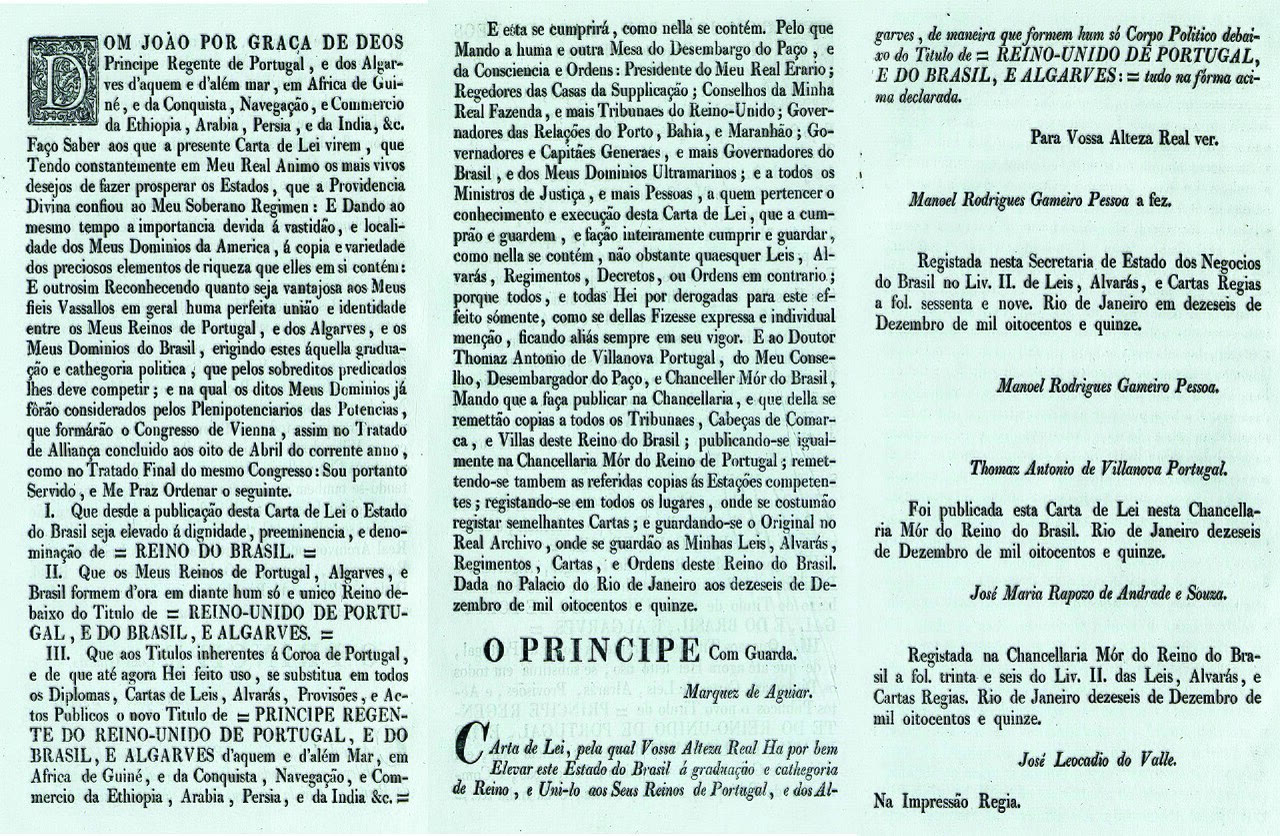 DOM JOÃO POR GRAÇA DE DEOS
Principe Regente de Portugal, e dos Algar-
ves d'aquem e d'além mar, em Africa de Gui-
né, e da Conquista, Navegação, e Commercio
da Ethiopia, Arabia, Persia, e da India, &c.
Faço Saber aos que a presente Carta de Lei virem, que
Tendo constantemente em Meu Real Animo os mais vivos
desejos de fazer prosperar os Estados, que a Providencia
Divina confiou ao Meu Soberano Regimen: E Dando ao
mesmo tempo a importancia devida á vastidão, e locali-
dade dos Meus Dominios da America, á copia e variedade
dos preciosos elementos de riqueza que elles em si contém:
E outrosim Reconhecendo quanto seja vantajosa aos Meus
fieis Vassallos em geral huma perfeita união e identidade
entre os Meus Reinos de Portugal, e dos Algarves, e os
Meus Dominios do Brasil, erigindo estes áquella gradua-
ção e cathegoria politica, que pelos sobreditos predicados
lhes deve competir; e na qual os ditos Meus Dominios já
fôrão considerados pelos Plenipotenciarios das Potencias,
que formárão o Congresso de Vienna, assim no Tratado
de Alliança concluido aos oito de Abril do corrente anno,
como no Tratado Final do mesmo Congresso: Sou portanto
Servido, e Me Praz Ordenar o seguinte.
I. Que desde a publicação desta Carta de Lei o Estado
do Brasil seja elevado á dignidade, preeminencia, e deno-
minação de = REINO DO BRASIL. =
II. Que os Meus Reinos de Portugal, Algarves, e
Brasil formem d'ora em diante hum só e unico Reino de-
baixo do Titulo de = REINO-UNIDO DE PORTU-
GAL, E DO BRASIL, E ALGARVES. =
III. Que aos Titulos inherentes á Coroa de Portugal,
e de que até agora Hei feito uso, se substitua em todos
os Diplomas, Cartas de Leis, Alvarás, Provisões, e Ac-
tos Publicos o novo Titulo de = PRINCIPE REGEN-
TE DO REINO-UNIDO DE PORTUGAL, E DO
BRASIL, E ALGARVES d'aquem e d'além Mar, em
Africa de Guiné, e da Conquista, Navegação, e Com-
mercio da Ethiopia, Arabia, Persia, e da India &c. =
E esta se cumprirá, como nella se contém. Pelo que
Mando a huma e outra Mesa do Desembargo do Paço, e
da Consciencia e Ordens: Presidente do Meu Real Erario;
Regedores das Casas da Supplicação; Conselhos da Minha
Real Fazenda, e mais Tribunaes do Reino-Unido; Gover-
nadores das Relações do Porto, Bahia, e Maranhão; Go-
vernadores e Capitães Generaes, e mais Governadores do
Brasil, e dos Meus Dominios Ultramarinos; e a todos os
Ministros de Justiça, e mais Pessoas, a quem pertencer o
conhecimento e execução desta Carta de Lei, que a cum-
prão e guardem, e fação inteiramente cumprir e guardar,
como nella se contém, não obstante quaesquer Leis, Al-
varás, Regimentos, Decretos, ou Ordens em contrario;
porque todos, e todas Hei por derogadas para este ef-
feito sómente, como se dellas Fizesse expressa e individual
menção, ficando aliás sempre em seu vigor. E ao Doutor
Thomaz Antonio de Villanova Portugal, do Meu Conse-
lho, Desembargador do Paço, e Chanceller Mór do Brasil,
Mando que a faça publicar na Chancellaria, e que della se
remettão copias a todos os Tribunaes, Cabeças de Comar-
ca, e Villas deste Reino do Brasil; publicando-se igual-
mente na Chancellaria Mór do Reino de Portugal; remet-
tendo-se tambem as referidas copias ás Estações competen-
tes; registando-se em todos os lugares, onde se costumão
registar semelhantes Cartas; e guardando-se o Original no
Real Archivo, onde se guardão as Minhas Leis, Alvarás,
Regimentos, Cartas, e Ordens deste Reino do Brasil.
Dada no Palacio do Rio de Janeiro aos dezeseis de De-
zembro de mil oitocentos e quinze.
O PRINCIPE Com Guarda.
Marquez de Aguiar.
CArta de Lei, pela qual Vossa Alteza Real Ha por bem
Elevar este Estado do Brasil á graduação e cathegoria
de Reino, e Uni-lo aos Seus Reinos de Portugal, e dos Al-
garves, de maneira que formem hum só Corpo Politico debai-
xo do Titulo de = REINO-UNIDO DE PORTUGAL,
E DO BRASIL, E ALGARVES: = tudo na fórma aci-
ma declarada.
Para Vossa Alteza Real ver.
Manoel Rodrigues Gameiro Pessoa a fez.
Registada nesta Secretaria de Estado dos Negocios
do Brasil no Liv. II. de Leis, Alvarás, e Cartas Regias
a fol. sessenta e nove. Rio de Janeiro em dezeseis de
Dezembro de mil oitocentos e quinze.
Manoel Rodrigues Gameiro Pessoa.
Thomaz Antonio de Villanova Portugal.
Foi publicada esta Carta de Lei nesta Chancella-
ria Mór do Reino do Brasil. Rio de Janeiro dezeseis
de Dezembro de mil oitocentos e quinze.
José Maria Rapozo de Andrade e Souza.
Registada na Chancellaria Mór do Reino do Bra-
sil a fol. trinta e seis do Liv. II. das Leis, Alvarás, e
Cartas Regias. Rio de Janeiro dezeseis de Dezembro de
mil oitocentos e quinze.
José Leocadio do Valle.
Na Impressão Regia.